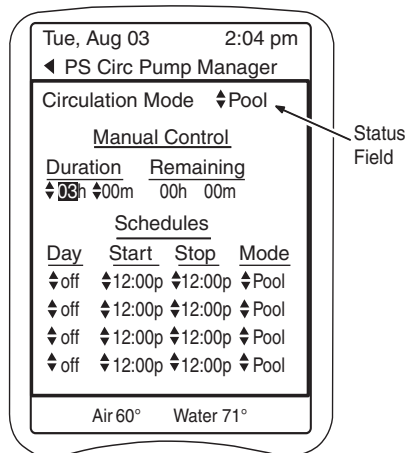 Tue, Aug 03 2:04 pm
◀ PS Circ Pump Manager
Circulation Mode ♦Pool
Status
Field
Manual Control
Duration Remaining
♦03h ♦00m 00h 00m
Schedules
Day Start Stop Mode
♦off ♦12:00p ♦12:00p ♦Pool
♦off ♦12:00p ♦12:00p ♦Pool
♦off ♦12:00p ♦12:00p ♦Pool
♦off ♦12:00p ♦12:00p ♦Pool
Air 60° Water 71°